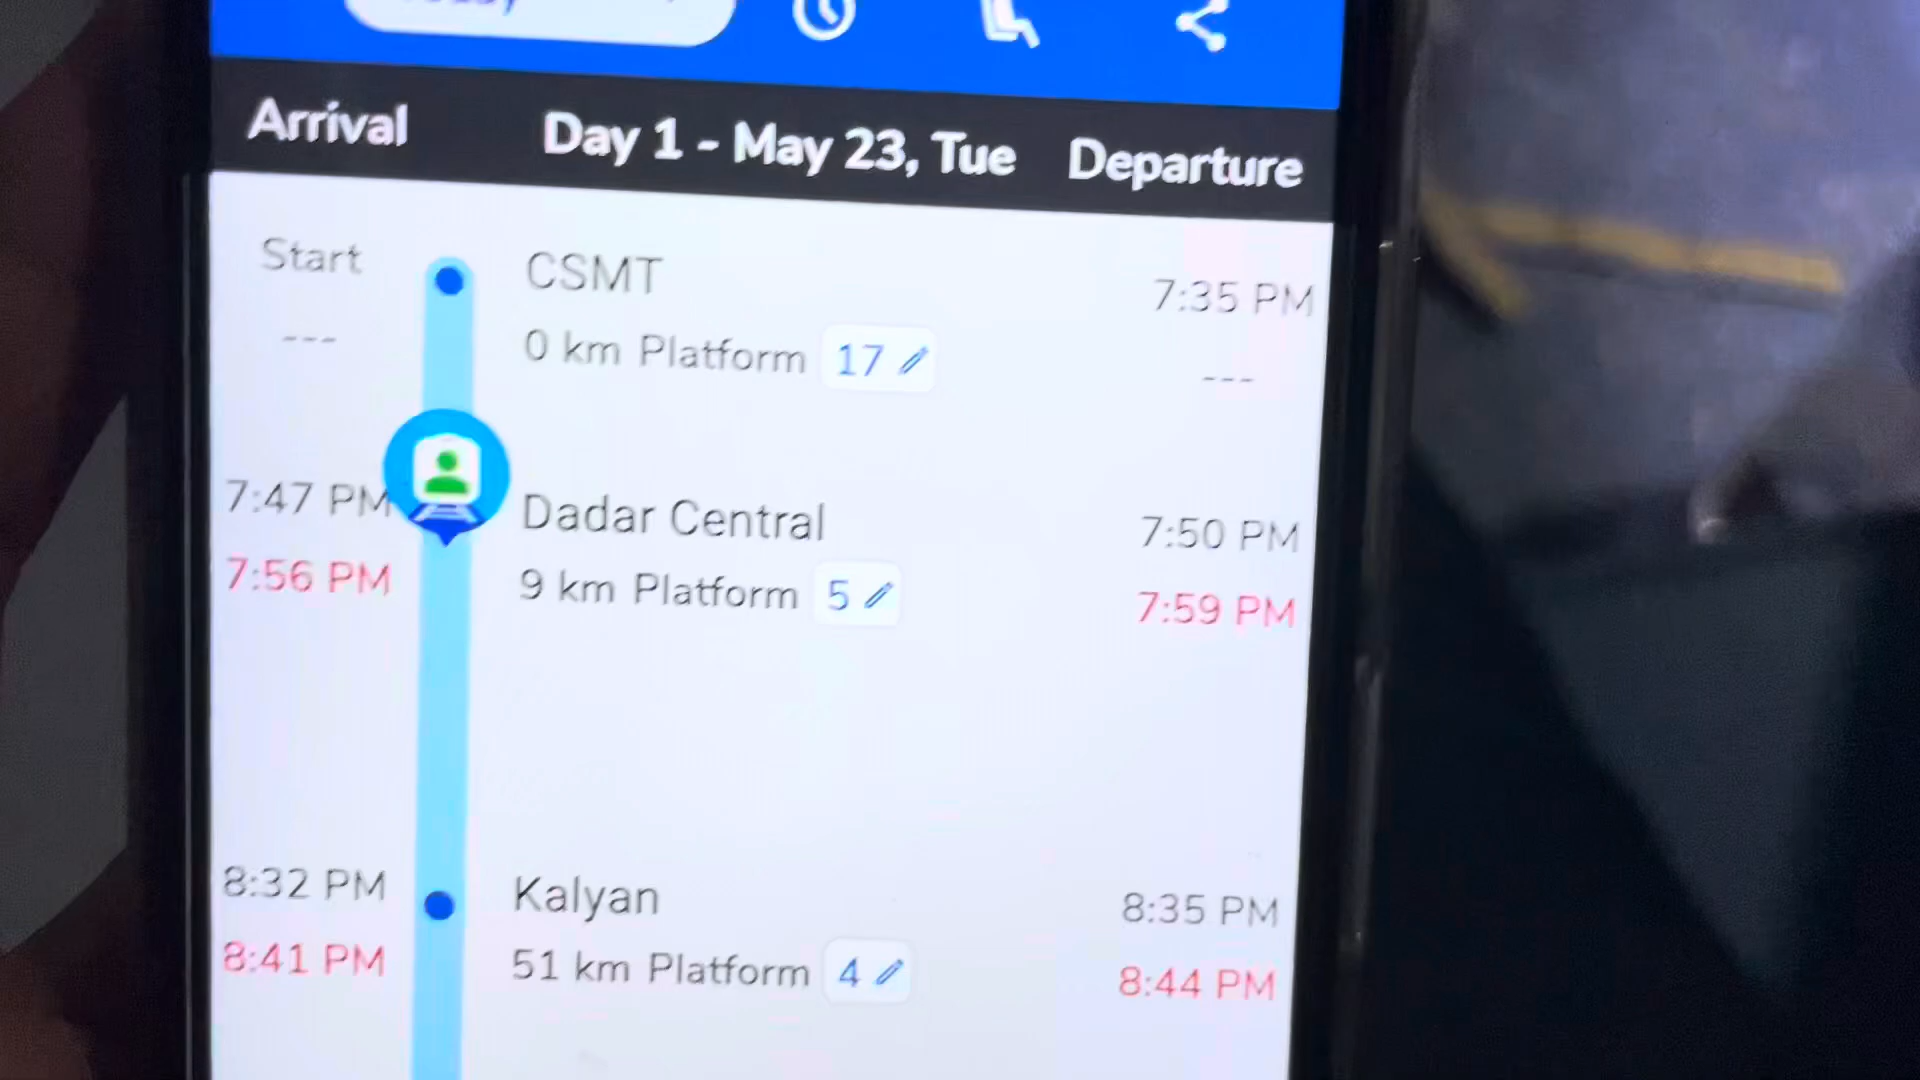 Arrival Day 1 - May 23, Tue Departure
Start CSMT 7:35 PM
--- 0 km Platform 17 ---
7:47 PM Dadar Central 7:50 PM
7:56 PM 9 km Platform 5 7:59 PM
8:32 PM Kalyan 8:35 PM
8:41 PM 51 km Platform 4 8:44 PM